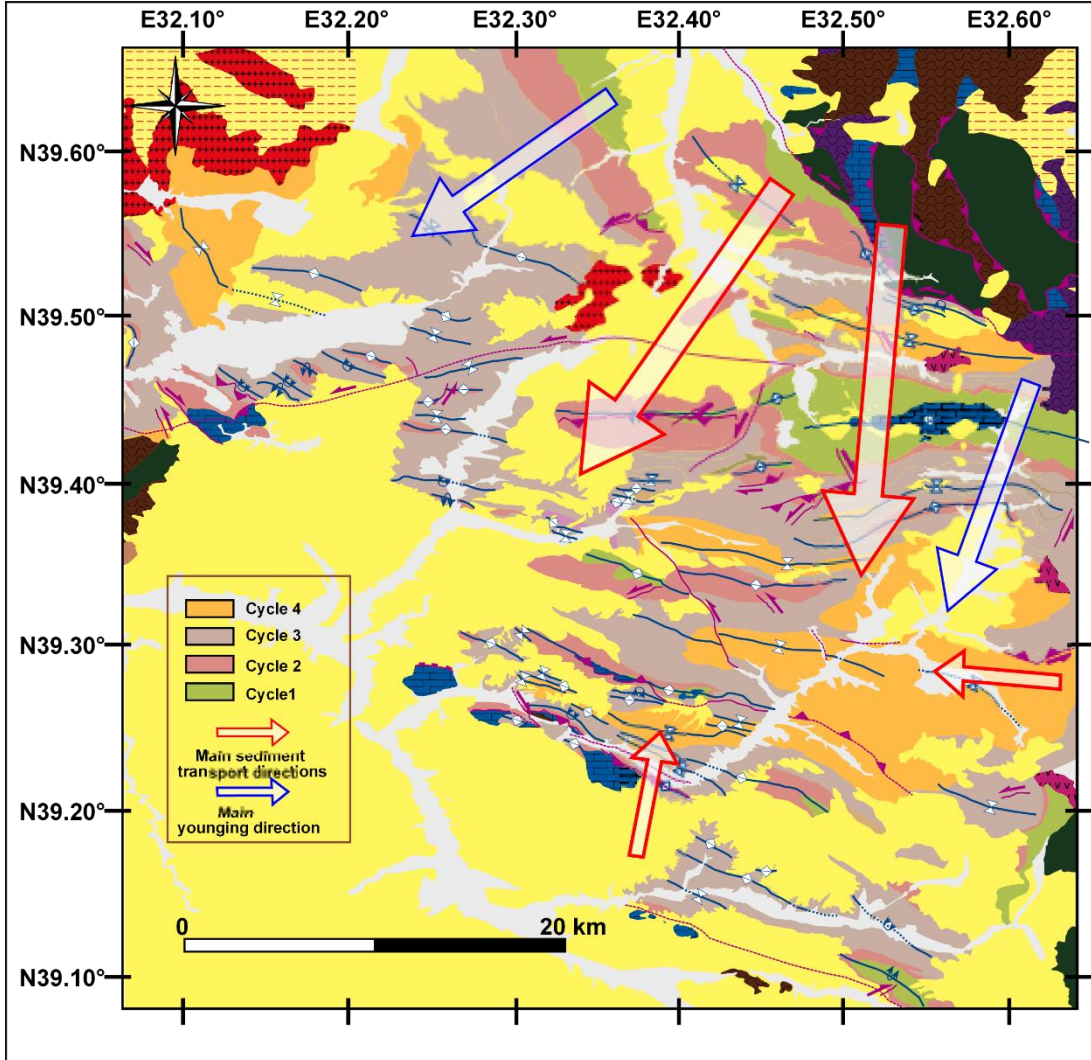 E32.10° E32.20° E32.30° E32.40° E32.50° E32.60°
N39.60°
N39.50°
N39.40°
N39.30°
N39.20°
N39.10°
Cycle 4
Cycle 3
Cycle 2
Cycle1
Main sediment
transport directions
Main
younging direction
0 20 km